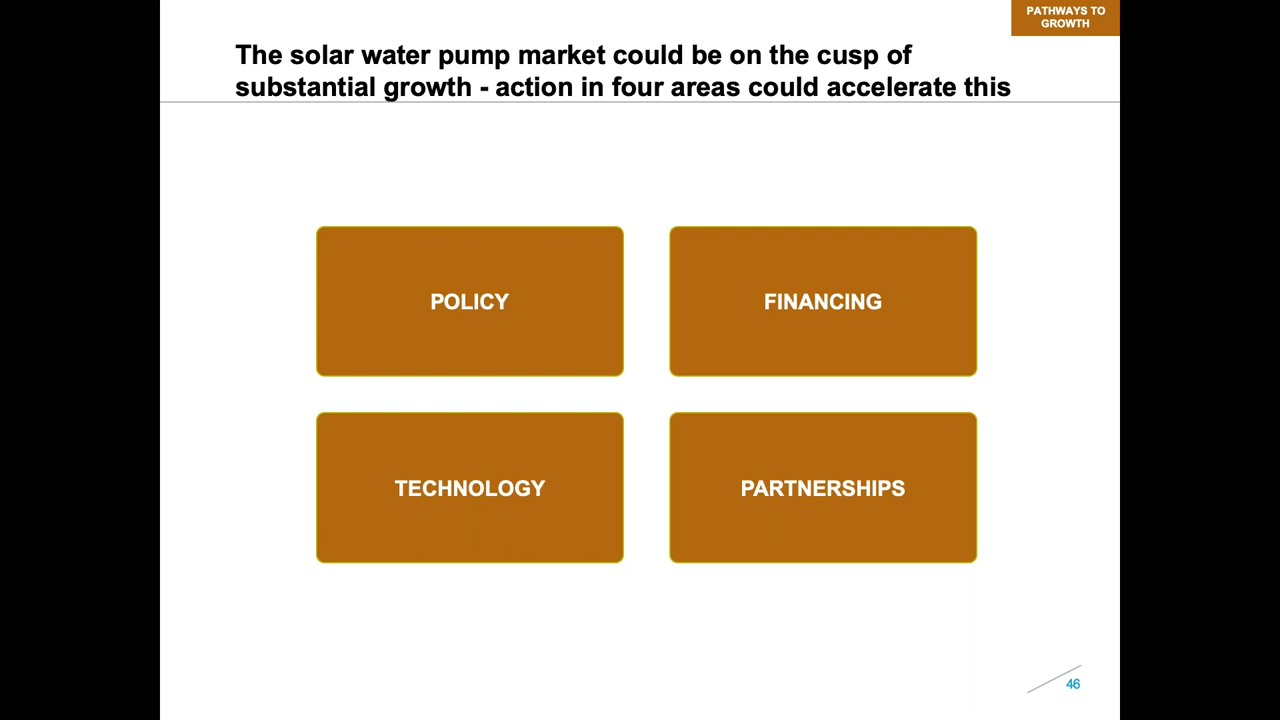 PATHWAYS TO
GROWTH
The solar water pump market could be on the cusp of
substantial growth - action in four areas could accelerate this
POLICY
FINANCING
TECHNOLOGY
PARTNERSHIPS
46